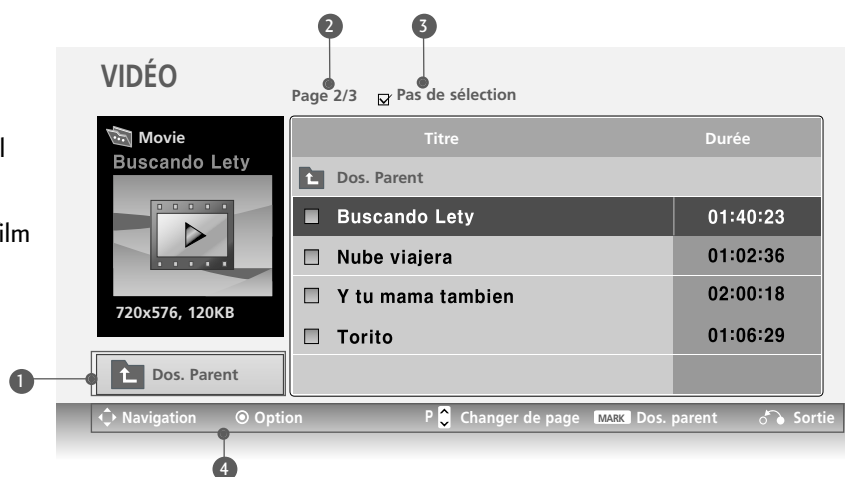 2 3
VIDÉO
Page 2/3 Pas de sélection
Movie
Buscando Lety
720x576, 120KB
Titre Durée
Dos. Parent
Buscando Lety 01:40:23
Nube viajera 01:02:36
Y tu mama tambien 02:00:18
Torito 01:06:29
l
ilm
1 Dos. Parent
Navigation Option P Changer de page MARK Dos. parent Sortie
4